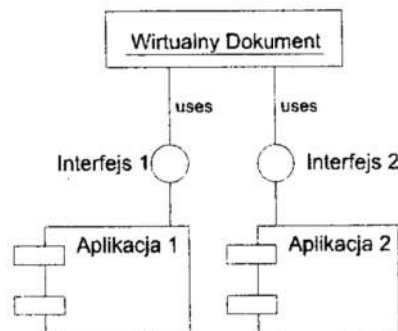 Wirtualny Dokument
uses uses
Interfejs 1 Interfejs 2
Aplikacja 1 Aplikacja 2